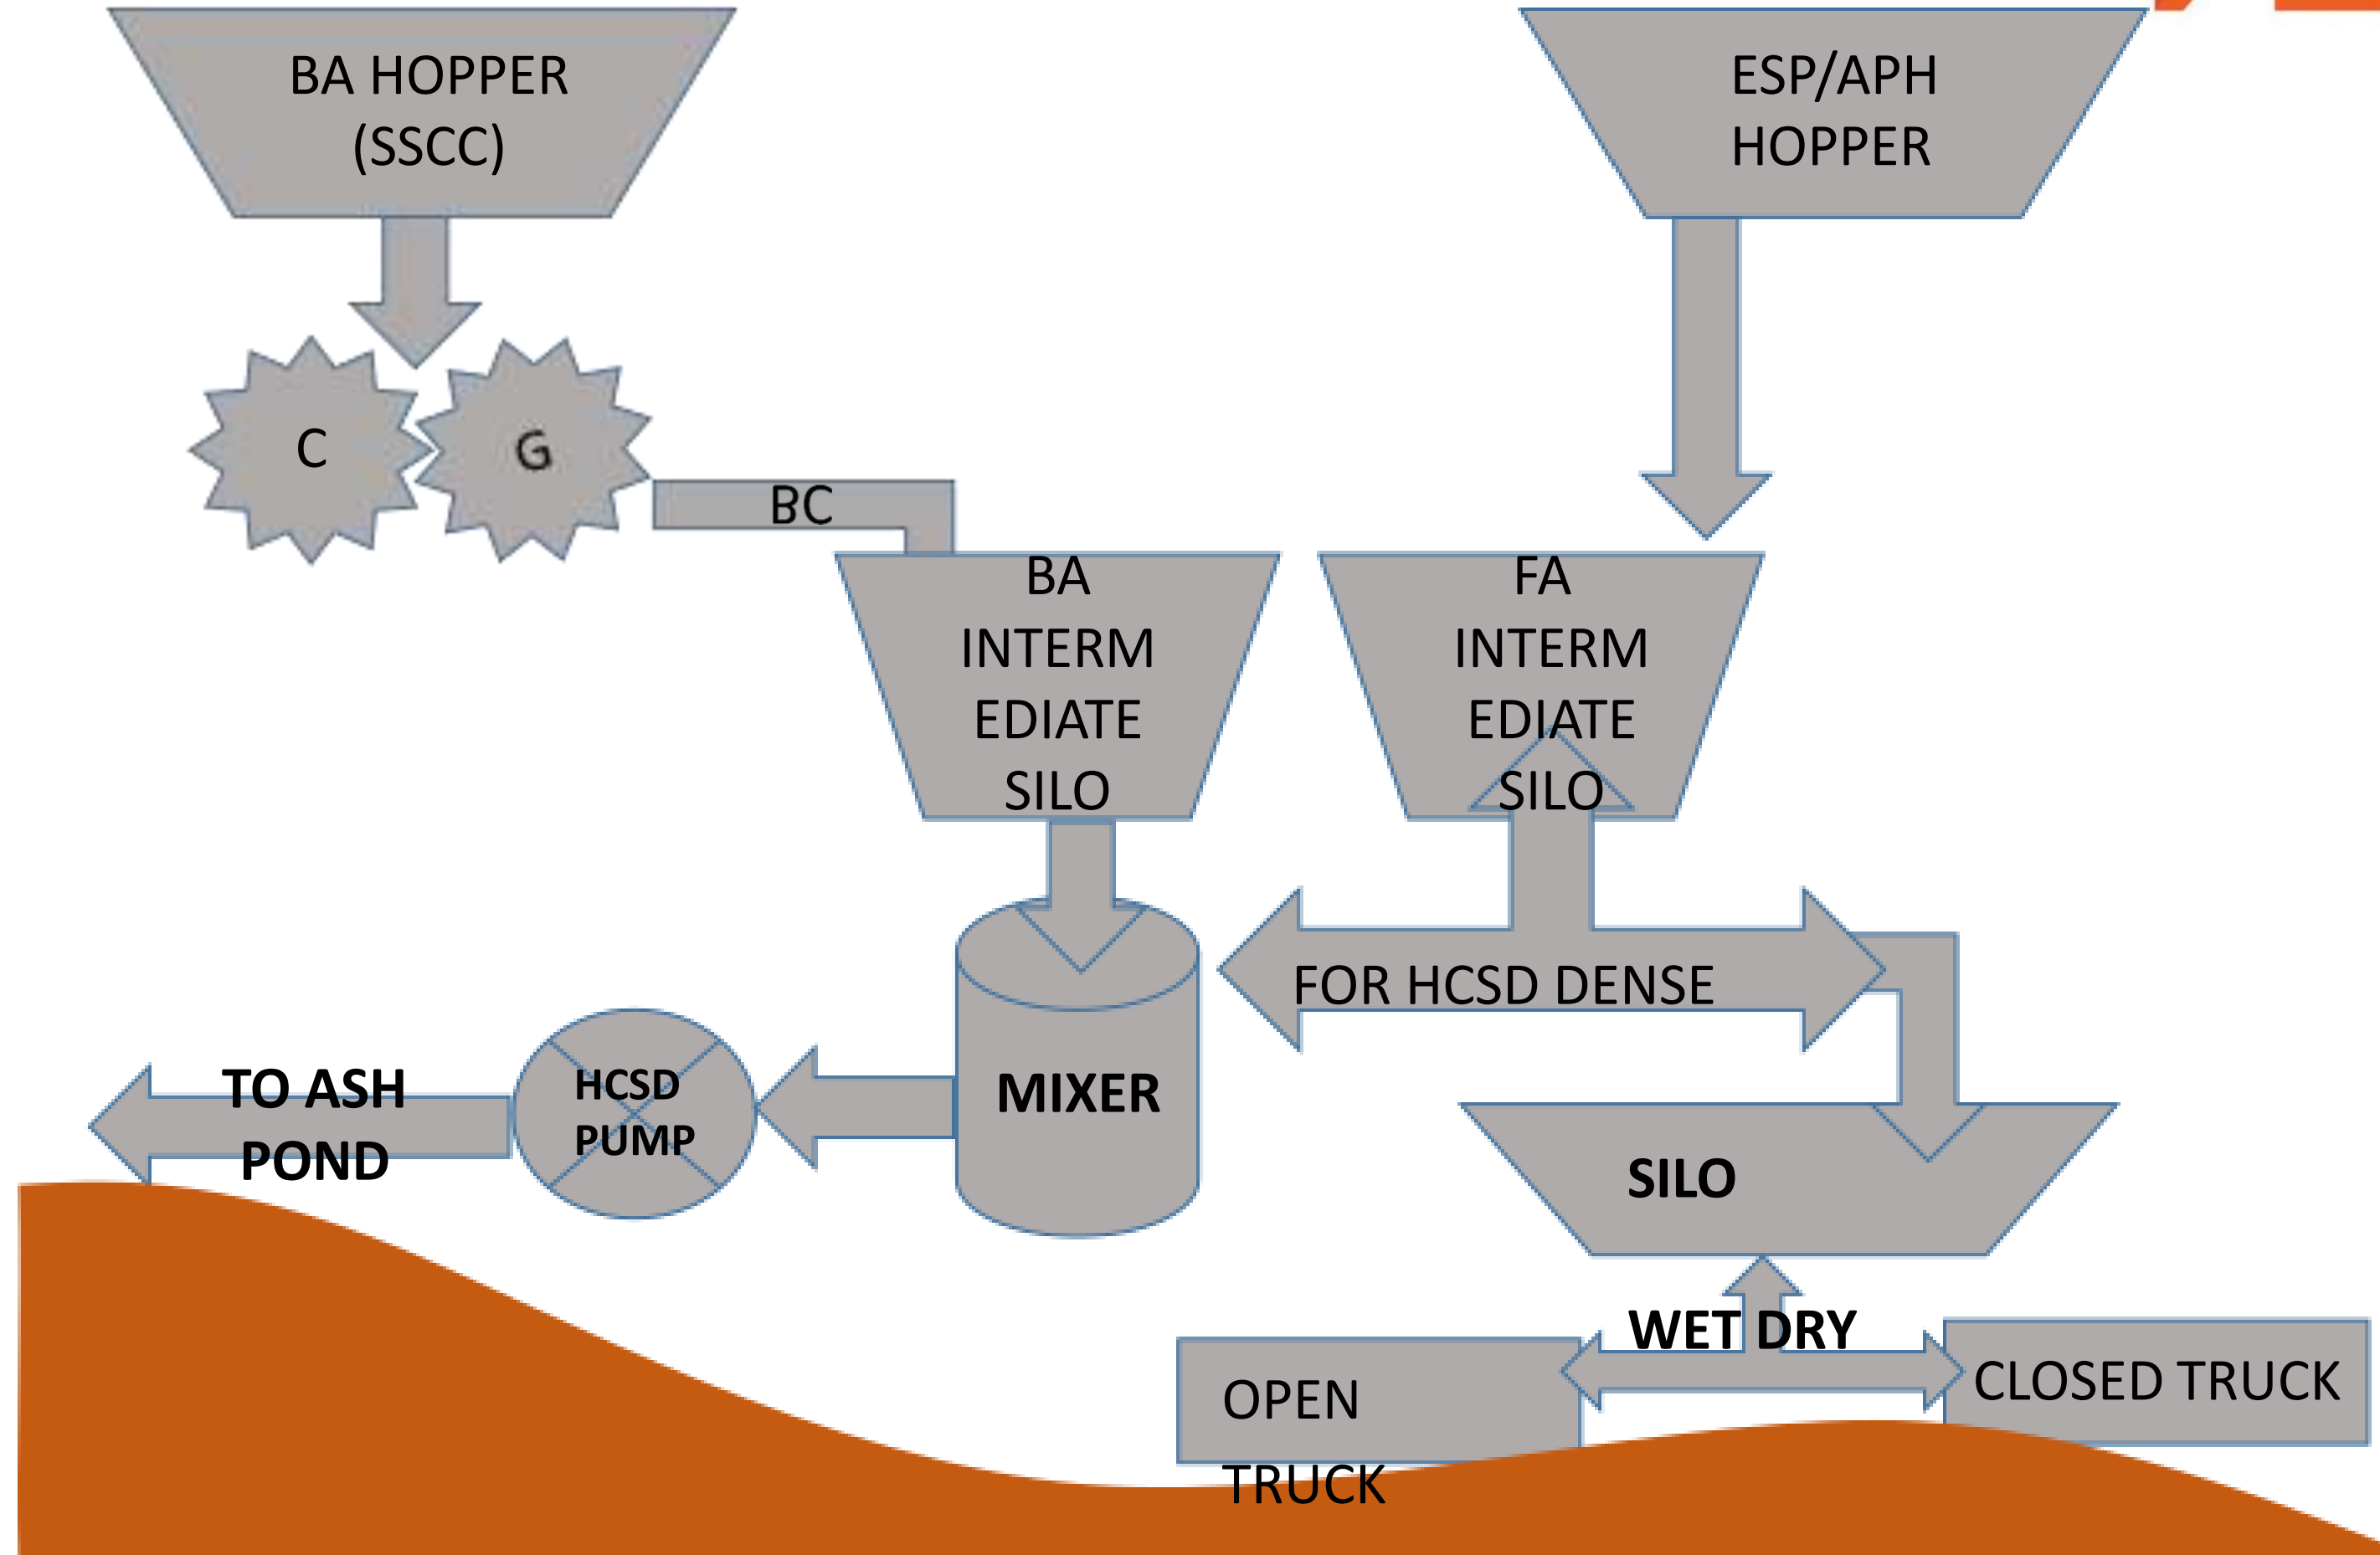 BA HOPPER
(SSCC)
ESP/APH
HOPPER
C
G
BC
BA
INTERM
EDIATE
SILO
FA
INTERM
EDIATE
SILO
FOR HCSD DENSE
MIXER
HCSD
PUMP
TO ASH
POND
SILO
WET DRY
OPEN
TRUCK
CLOSED TRUCK